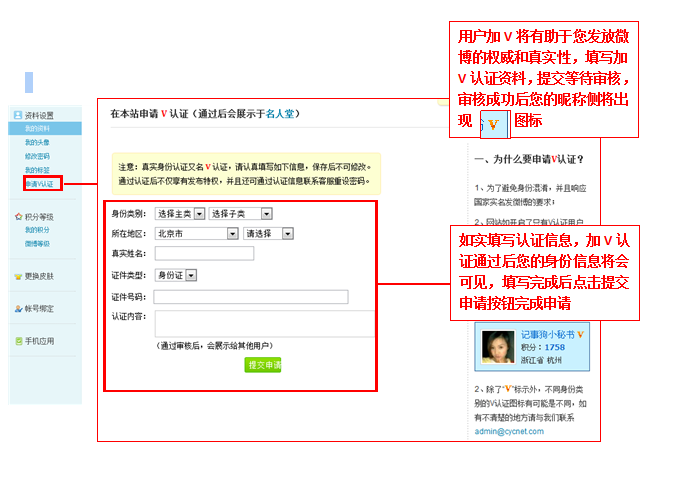 用户加 V 将有助于您发放微
博的权威和真实性，填写加
V 认证资料，提交等待审核，
审核成功后您的昵称侧将出
现 V 图标
资料设置
我的资料
我的头像
修改密码
我的标签
申请V认证
积分等级
我的积分
微博等级
更换皮肤
帐号绑定
手机应用
在本站申请 V 认证（通过后会展示于名人堂）
注意：真实身份认证又名 V 认证，请认真填写如下信息，保存后不可修改。
通过认证后不仅享有发布特权，并且还可通过认证信息联系客服重设密码。
身份类别： 选择主类 选择子类
所在地区： 北京市 请选择
真实姓名：
证件类型： 身份证
证件号码：
认证内容：
（通过审核后，会展示给其他用户）
提交申请
一、为什么要申请V认证？
1、为了避免身份混淆，并且响应
国家实名发微博的要求；
2、网站如开启了只有V认证用户
如实填写认证信息，加 V 认
证通过后您的身份信息将会
可见，填写完成后点击提交
申请按钮完成申请
记事狗小秘书 V
积分：1758
浙江省 杭州
2、除了“V”标示外，不同身份类
别的V认证图标有可能是不同，如
有不清楚的地方请与我们联系
admin@cycnet.com